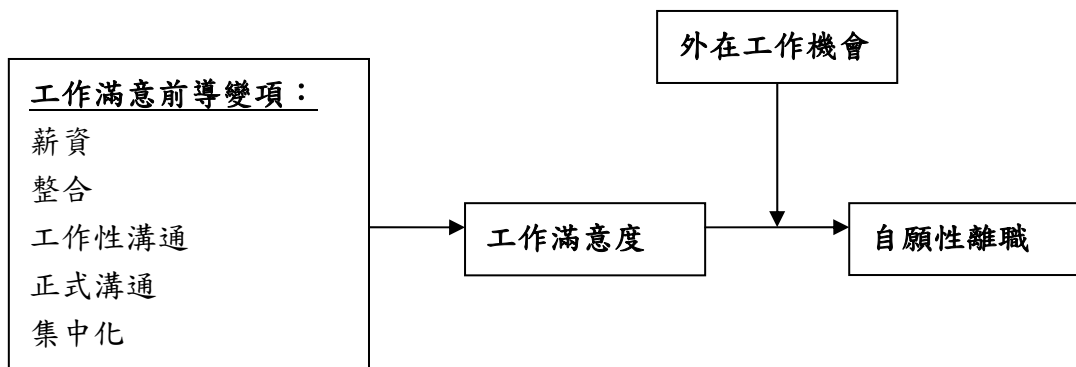 外在工作機會
工作滿意前導變項：
薪資
整合
工作性溝通
正式溝通
集中化
工作滿意度
自願性離職